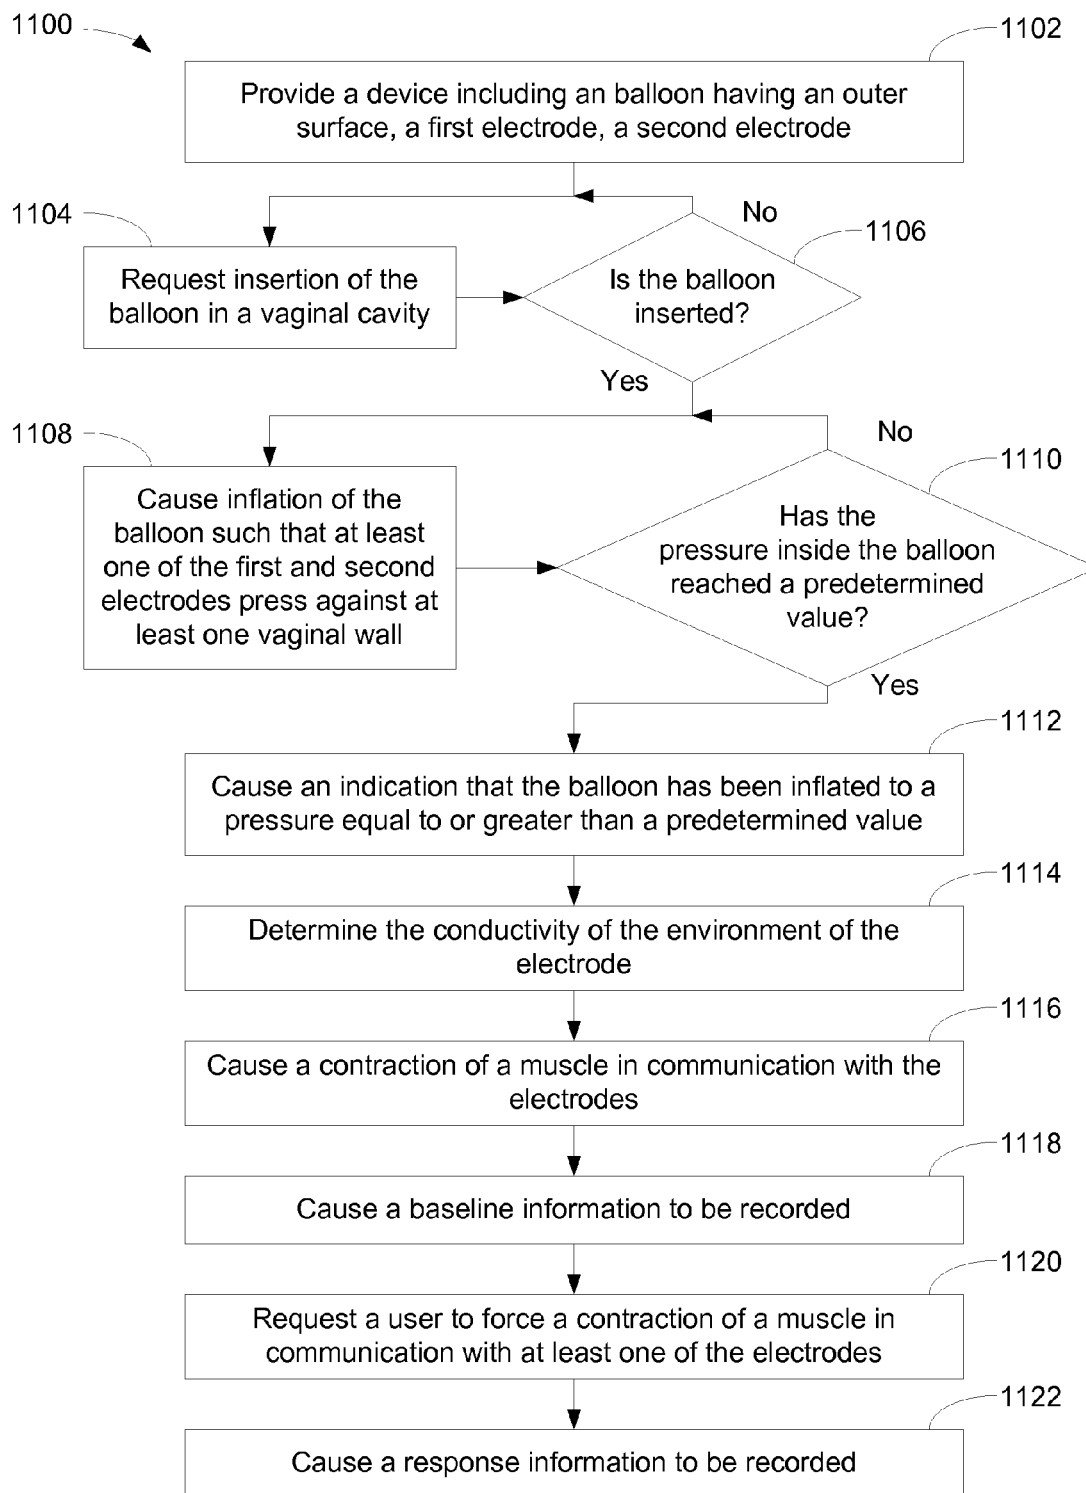 1100
1102
Provide a device including an balloon having an outer
surface, a first electrode, a second electrode
1104
Request insertion of the
balloon in a vaginal cavity
No
1106
Is the balloon
inserted?
Yes
1108
Cause inflation of the
balloon such that at least
one of the first and second
electrodes press against at
least one vaginal wall
No
1110
Has the
pressure inside the balloon
reached a predetermined
value?
Yes
1112
Cause an indication that the balloon has been inflated to a
pressure equal to or greater than a predetermined value
1114
Determine the conductivity of the environment of the
electrode
1116
Cause a contraction of a muscle in communication with the
electrodes
1118
Cause a baseline information to be recorded
1120
Request a user to force a contraction of a muscle in
communication with at least one of the electrodes
1122
Cause a response information to be recorded